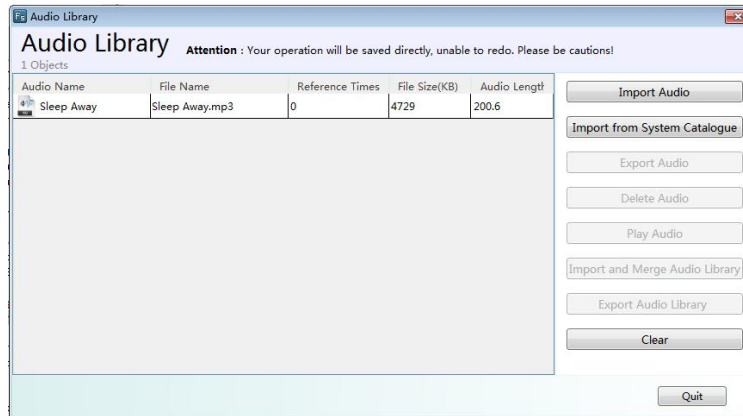 Fs Audio Library
Audio Library Attention : Your operation will be saved directly, unable to redo. Please be cautions!
1 Objects
Audio Name File Name Reference Times File Size(KB) Audio Length
Sleep Away Sleep Away.mp3 0 4729 200.6
Import Audio
Import from System Catalogue
Export Audio
Delete Audio
Play Audio
Import and Merge Audio Library
Export Audio Library
Clear
Quit